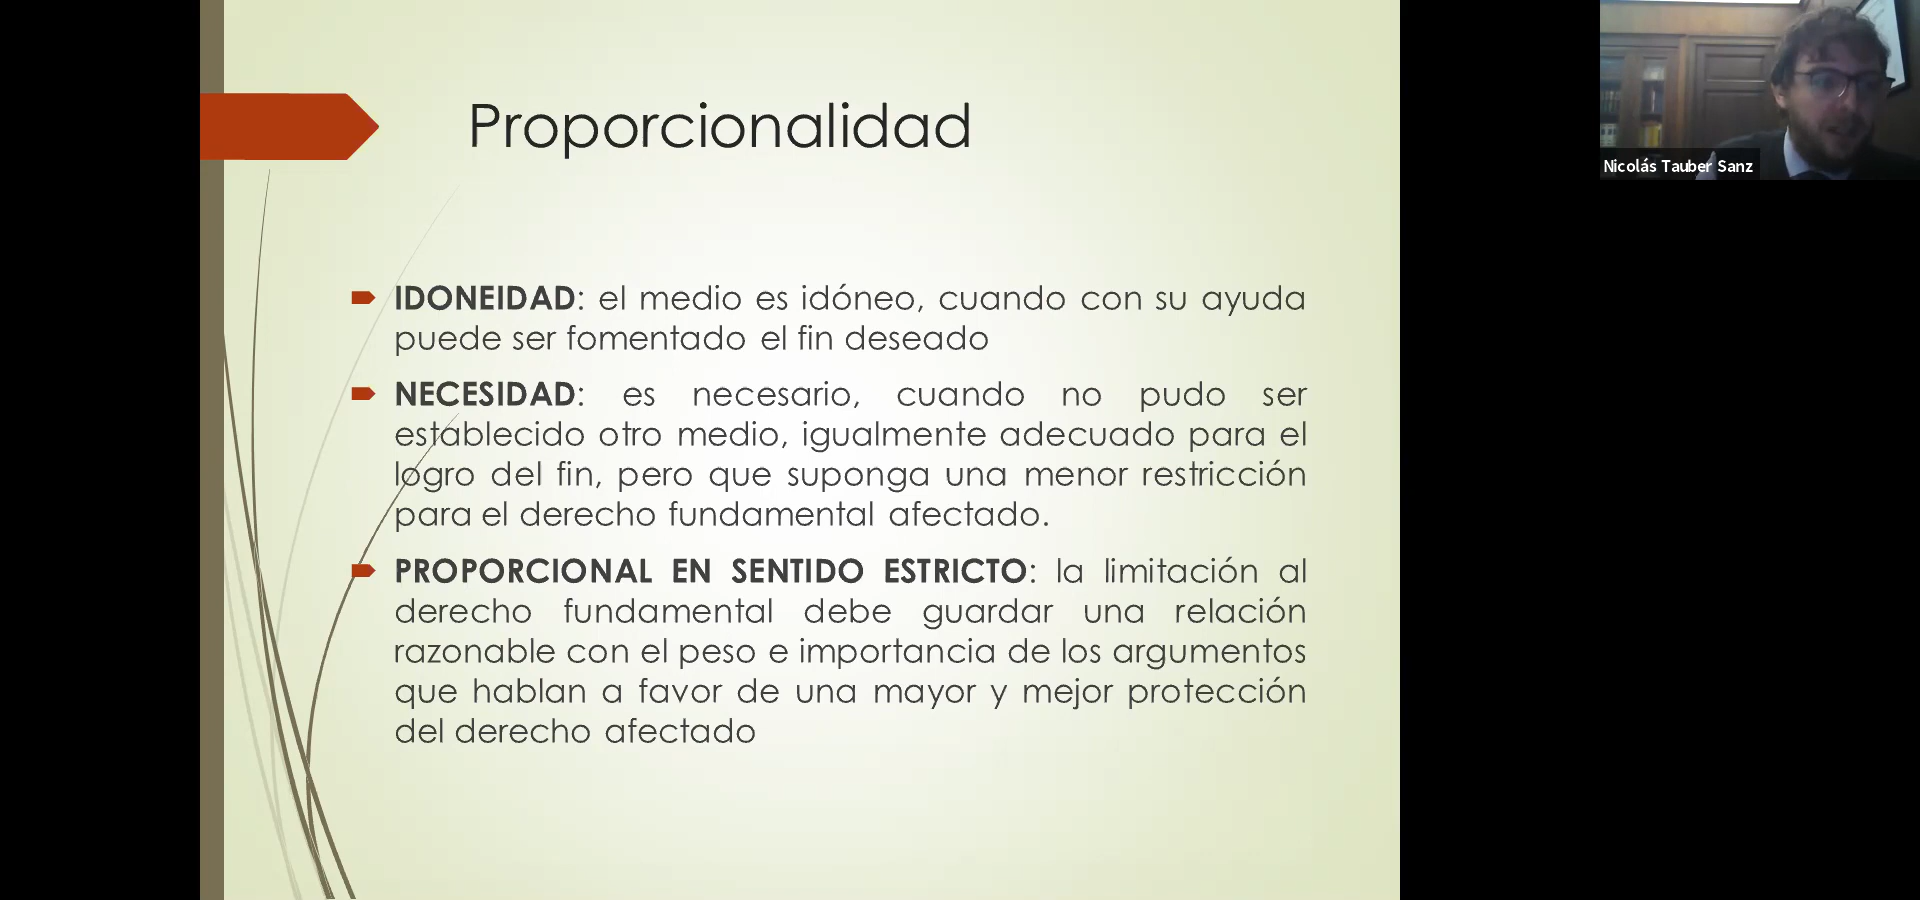 Proporcionalidad
IDONEIDAD: el medio es idóneo, cuando con su ayuda
puede ser fomentado el fin deseado
NECESIDAD: es necesario, cuando no pudo ser
establecido otro medio, igualmente adecuado para el
logro del fin, pero que suponga una menor restricción
para el derecho fundamental afectado.
PROPORCIONAL EN SENTIDO ESTRICTO: la limitación al
derecho fundamental debe guardar una relación
razonable con el peso e importancia de los argumentos
que hablan a favor de una mayor y mejor protección
del derecho afectado
Nicolás Tauber Sanz